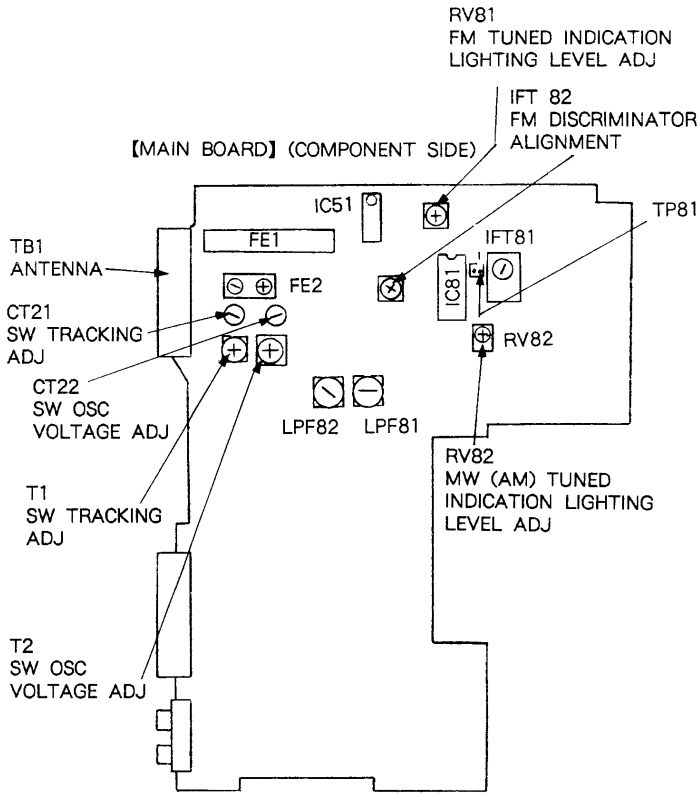 RV81
FM TUNED INDICATION
LIGHTING LEVEL ADJ
IFT 82
FM DISCRIMINATOR
ALIGNMENT
【MAIN BOARD】 (COMPONENT SIDE)
TP81
IC51
FE1
IFT81
TB1
ANTENNA
FE2
IC81
CT21
SW TRACKING
ADJ
RV82
CT22
SW OSC
VOLTAGE ADJ
LPF82
LPF81
RV82
MW (AM) TUNED
INDICATION LIGHTING
LEVEL ADJ
T1
SW TRACKING
ADJ
T2
SW OSC
VOLTAGE ADJ